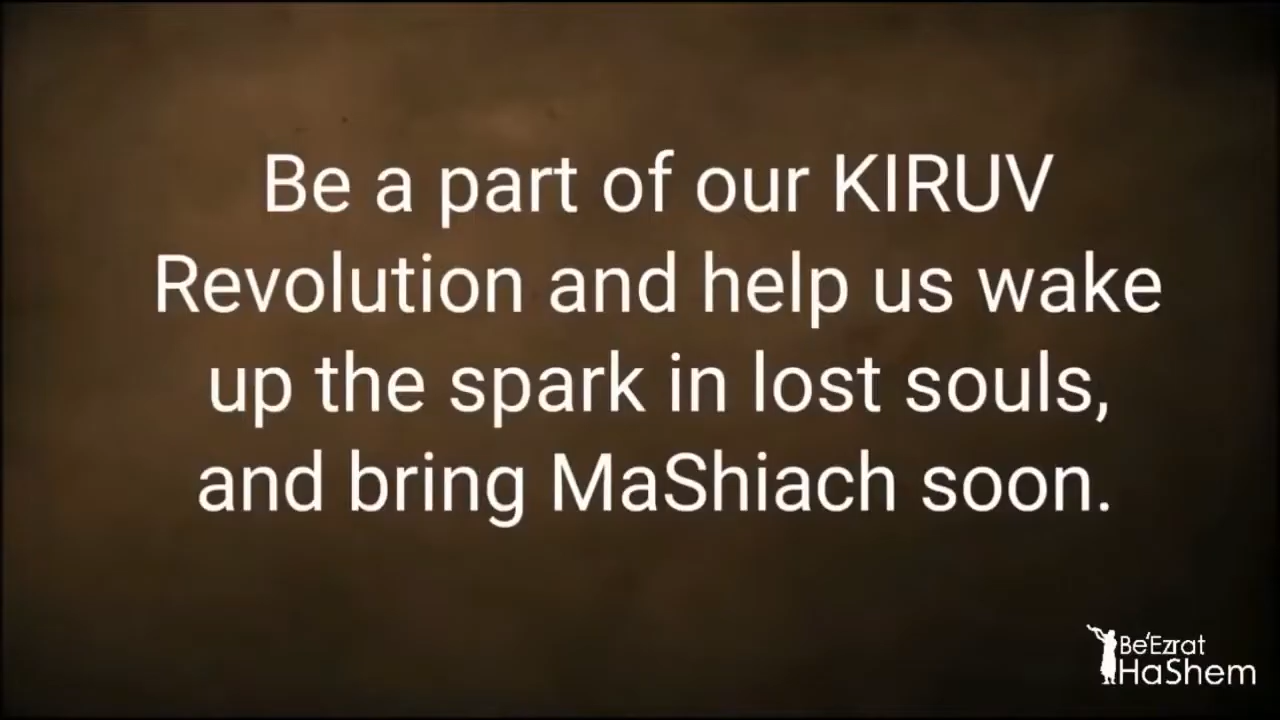 Be a part of our KIRUV
Revolution and help us wake
up the spark in lost souls,
and bring MaShiach soon.
Be'Ezrat
HaShem